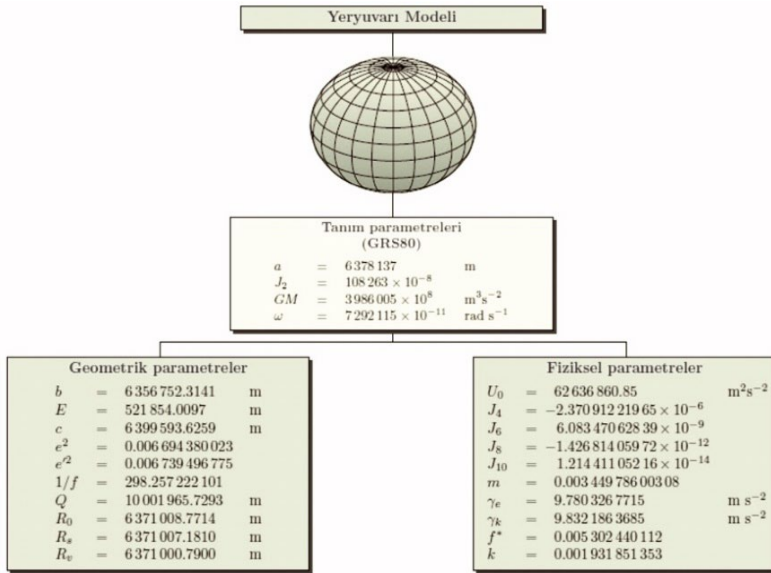 Yeryuvarı Modeli
Tanım parametreleri
(GRS80)
a = 6 378 137 m
J₂ = 108 263 × 10⁻⁸
GM = 3 986 005 × 10⁸ m³s⁻²
ω = 7 292 115 × 10⁻¹¹ rad s⁻¹
Geometrik parametreler
b = 6 356 752.3141 m
E = 521 854.0097 m
c = 6 399 593.6259 m
e² = 0.006 694 380 023
e′² = 0.006 739 496 775
1/f = 298.257 222 101
Q = 10 001 965.7293 m
R₀ = 6 371 008.7714 m
Rₛ = 6 371 007.1810 m
Rᵥ = 6 371 000.7900 m
Fiziksel parametreler
U₀ = 62 636 860.85 m²s⁻²
J₄ = −2.370 912 219 65 × 10⁻⁶
J₆ = 6.083 470 628 39 × 10⁻⁹
J₈ = −1.426 814 059 72 × 10⁻¹²
J₁₀ = 1.214 411 052 16 × 10⁻¹⁴
m = 0.003 449 786 003 08
γₑ = 9.780 326 7715 m s⁻²
γₖ = 9.832 186 3685 m s⁻²
f* = 0.005 302 440 112
k = 0.001 931 851 353